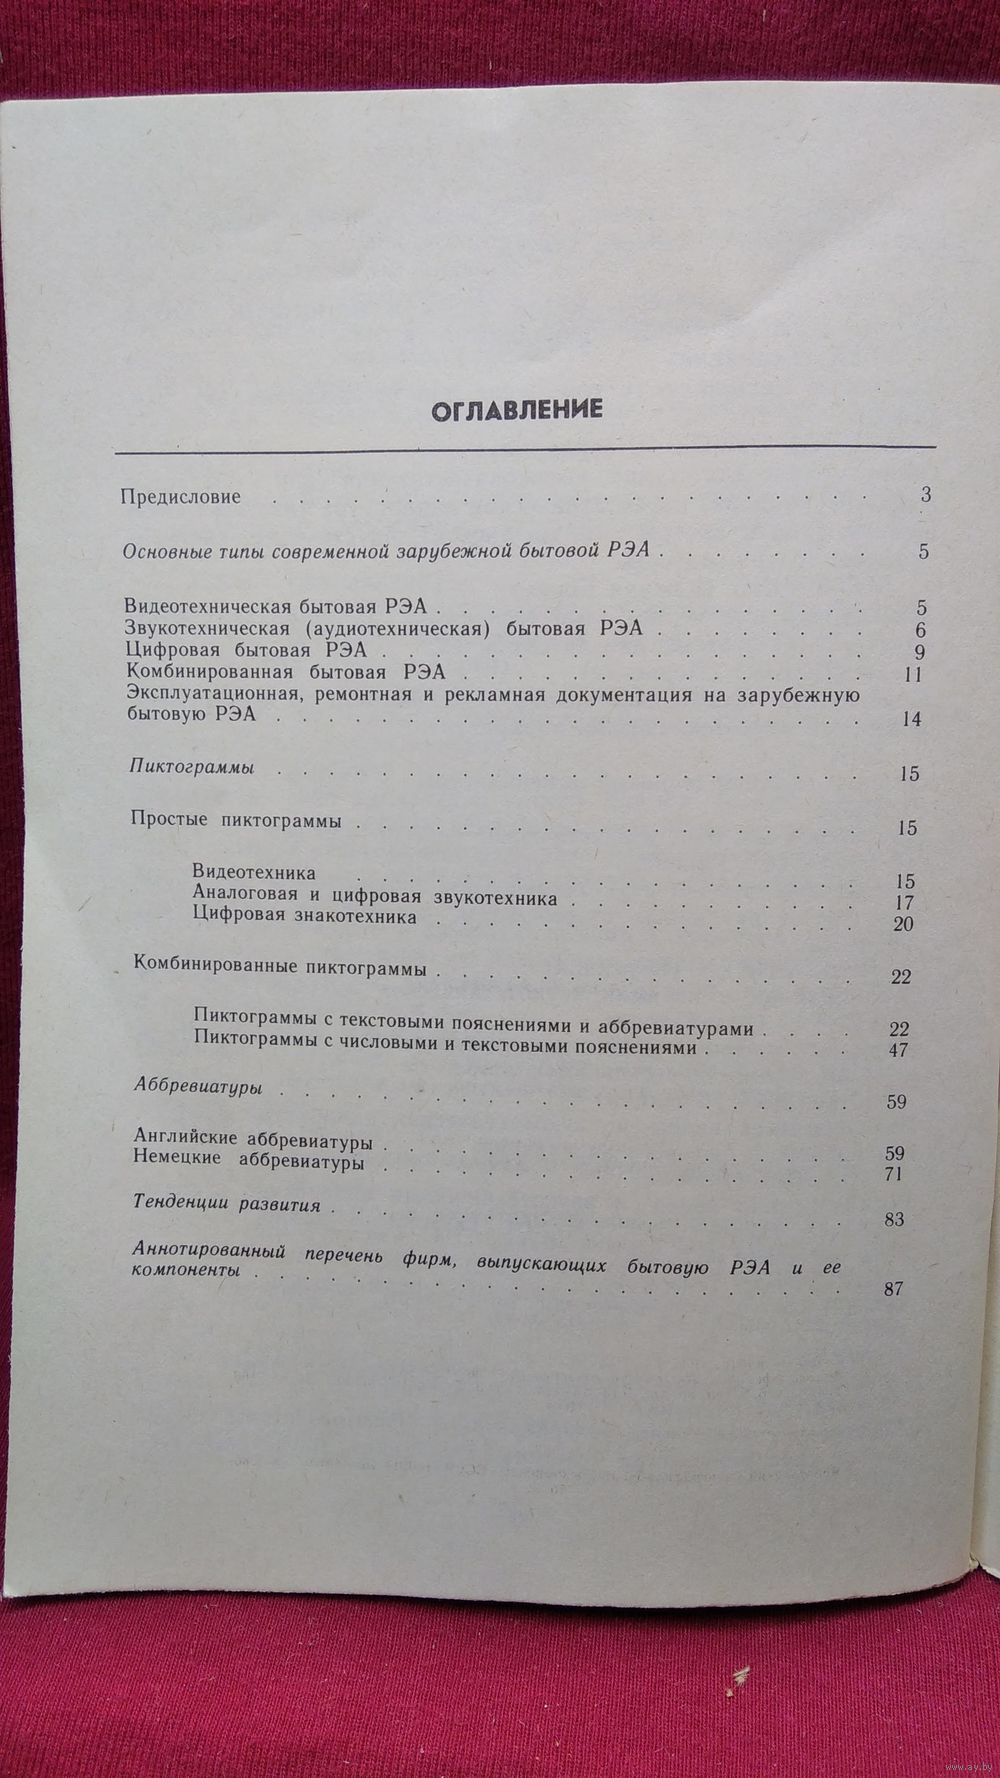 ОГЛАВЛЕНИЕ
Предисловие . . . . . . . . . . . . . . . . . . . . . . . 3
Основные типы современной зарубежной бытовой РЭА . . . . . . . . 5
Видеотехническая бытовая РЭА . . . . . . . . . . . . . . . . 5
Звукотехническая (аудиотехническая) бытовая РЭА . . . . . . . . 6
Цифровая бытовая РЭА . . . . . . . . . . . . . . . . . . . 9
Комбинированная бытовая РЭА . . . . . . . . . . . . . . . . 11
Эксплуатационная, ремонтная и рекламная документация на зарубежную
бытовую РЭА . . . . . . . . . . . . . . . . . . . . . . . 14
Пиктограммы . . . . . . . . . . . . . . . . . . . . . . . 15
Простые пиктограммы . . . . . . . . . . . . . . . . . . . 15
Видеотехника . . . . . . . . . . . . . . . . . . . 15
Аналоговая и цифровая звукотехника . . . . . . . . . . . 17
Цифровая знакотехника . . . . . . . . . . . . . . . . 20
Комбинированные пиктограммы . . . . . . . . . . . . . . . . 22
Пиктограммы с текстовыми пояснениями и аббревиатурами . . . . 22
Пиктограммы с числовыми и текстовыми пояснениями . . . . . . 47
Аббревиатуры . . . . . . . . . . . . . . . . . . . . . . 59
Английские аббревиатуры . . . . . . . . . . . . . . . . . . 59
Немецкие аббревиатуры . . . . . . . . . . . . . . . . . . 71
Тенденции развития . . . . . . . . . . . . . . . . . . . . 83
Аннотированный перечень фирм, выпускающих бытовую РЭА и ее
компоненты . . . . . . . . . . . . . . . . . . . . . . . 87
www.ay.by